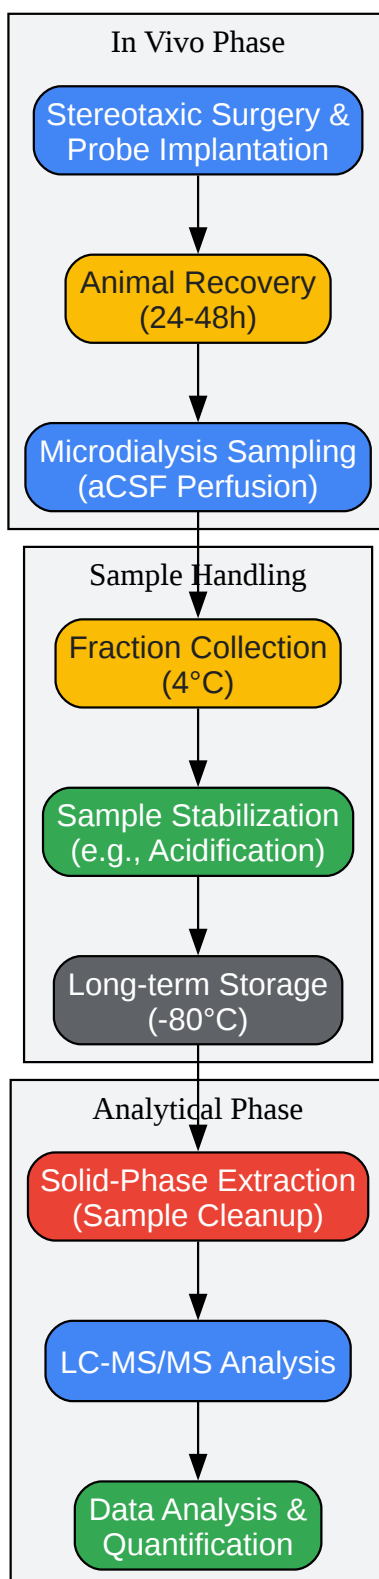 In Vivo Phase
Stereotaxic Surgery &
Probe Implantation
Animal Recovery
(24-48h)
Microdialysis Sampling
(aCSF Perfusion)
Sample Handling
Fraction Collection
(4°C)
Sample Stabilization
(e.g., Acidification)
Long-term Storage
(-80°C)
Analytical Phase
Solid-Phase Extraction
(Sample Cleanup)
LC-MS/MS Analysis
Data Analysis &
Quantification